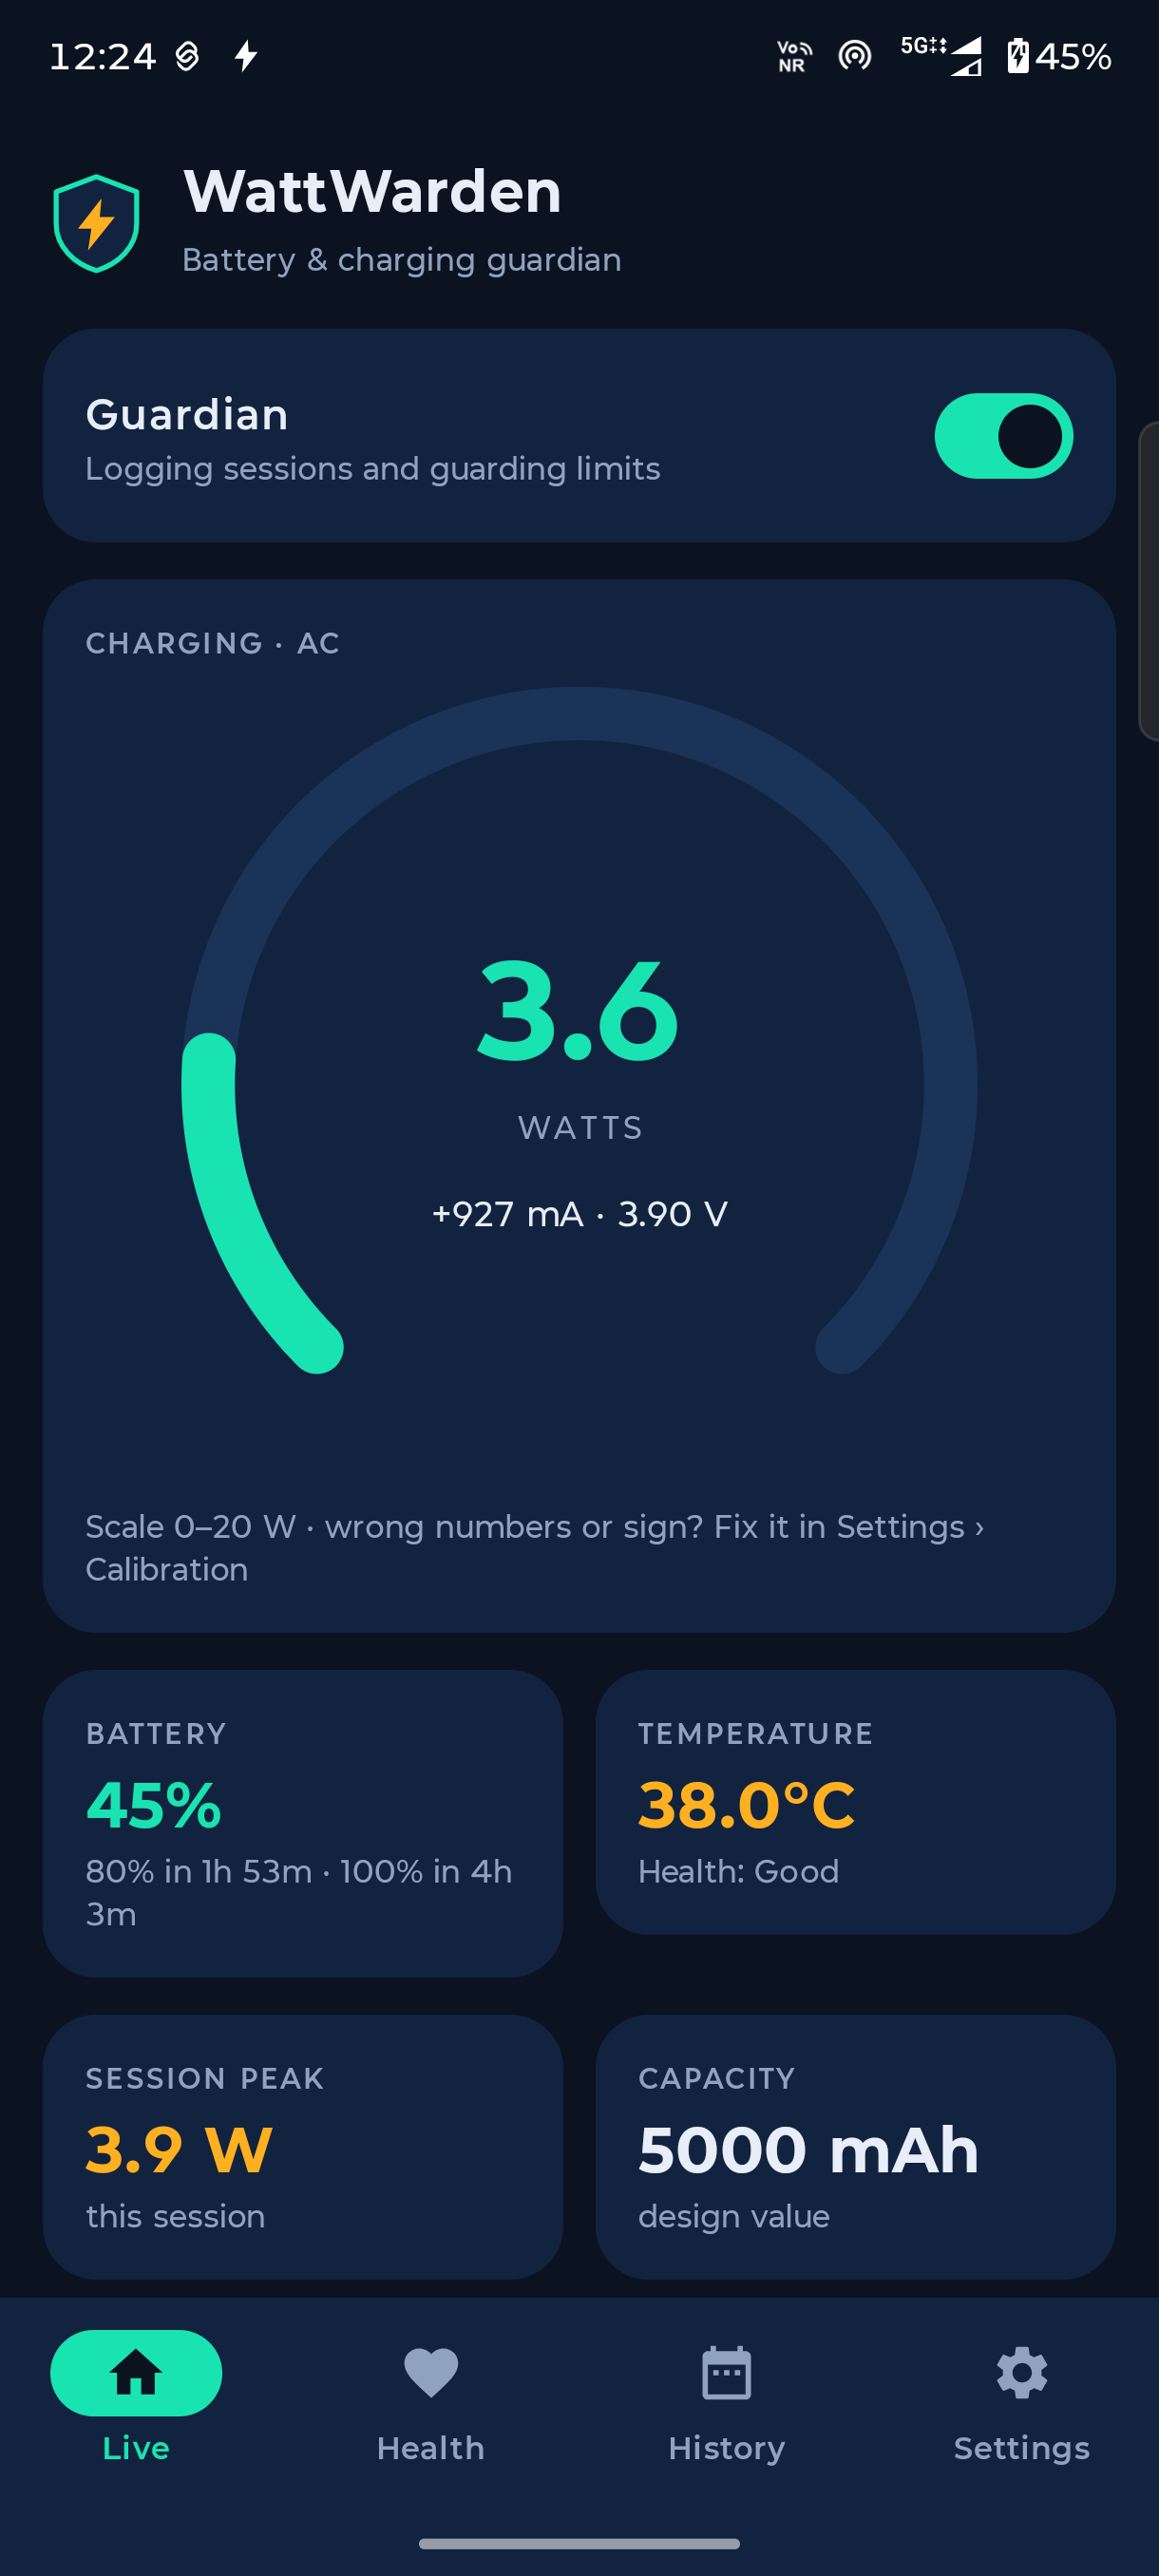 12:24
Vo NR 5G 45%
WattWarden
Battery & charging guardian
Guardian
Logging sessions and guarding limits
CHARGING · AC
3.6
WATTS
+927 mA · 3.90 V
Scale 0–20 W · wrong numbers or sign? Fix it in Settings ›
Calibration
BATTERY
45%
80% in 1h 53m · 100% in 4h
3m
TEMPERATURE
38.0°C
Health: Good
SESSION PEAK
3.9 W
this session
CAPACITY
5000 mAh
design value
Live
Health
History
Settings